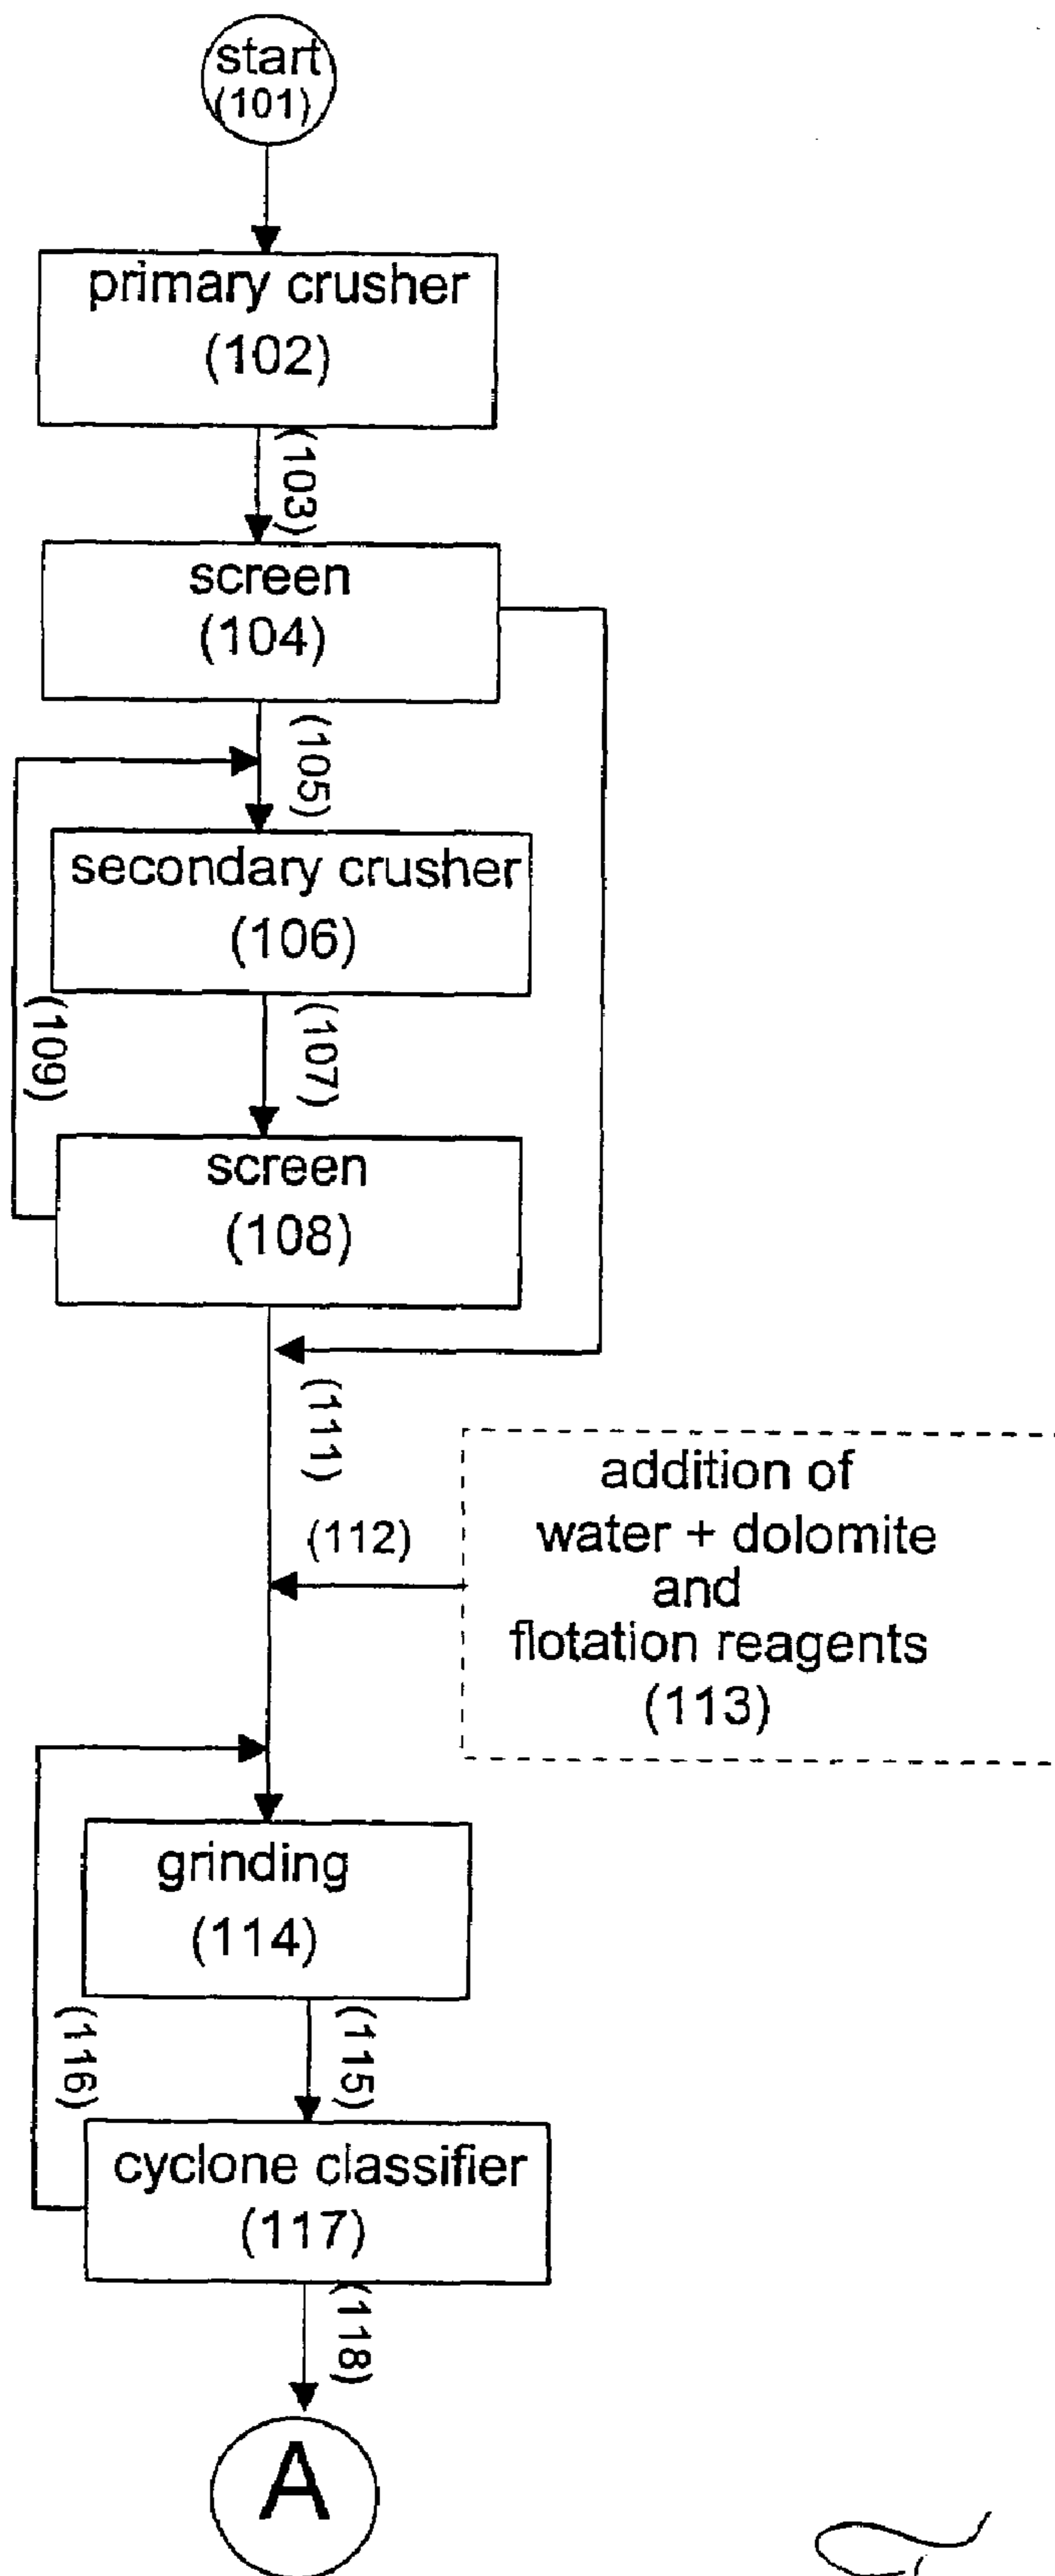 start
(101)
primary crusher
(102)
(103)
screen
(104)
(105)
secondary crusher
(106)
(107)
(109)
screen
(108)
(111)
addition of
water + dolomite
and
flotation reagents
(113)
(112)
grinding
(114)
(115)
(116)
cyclone classifier
(117)
(118)
A